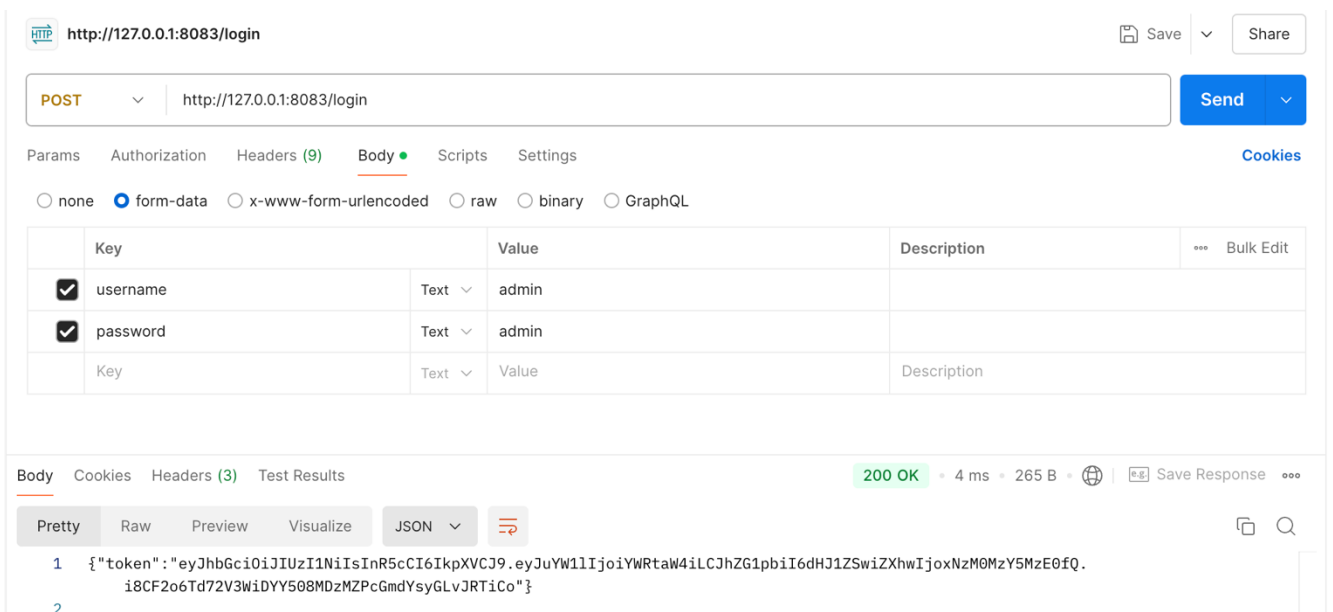 HTTP http://127.0.0.1:8083/login Save Share
POST http://127.0.0.1:8083/login Send
Params Authorization Headers (9) Body Scripts Settings Cookies
none form-data x-www-form-urlencoded raw binary GraphQL
Key Value Description Bulk Edit
username Text admin
password Text admin
Key Text Value Description
Body Cookies Headers (3) Test Results 200 OK 4 ms 265 B e.g. Save Response
Pretty Raw Preview Visualize JSON
1 {"token":"eyJhbGciOiJIUzI1NiIsInR5cCI6IkpXVCJ9.eyJuYW1lIjoiYWRtaW4iLCJhZG1pbiI6dHJ1ZSwiZXhwIjoxNzM0MzY5MzE0fQ.
i8CF2o6Td72V3WiDYY508MDzMZPcGmdYsyGLvJRTiCo"}
2